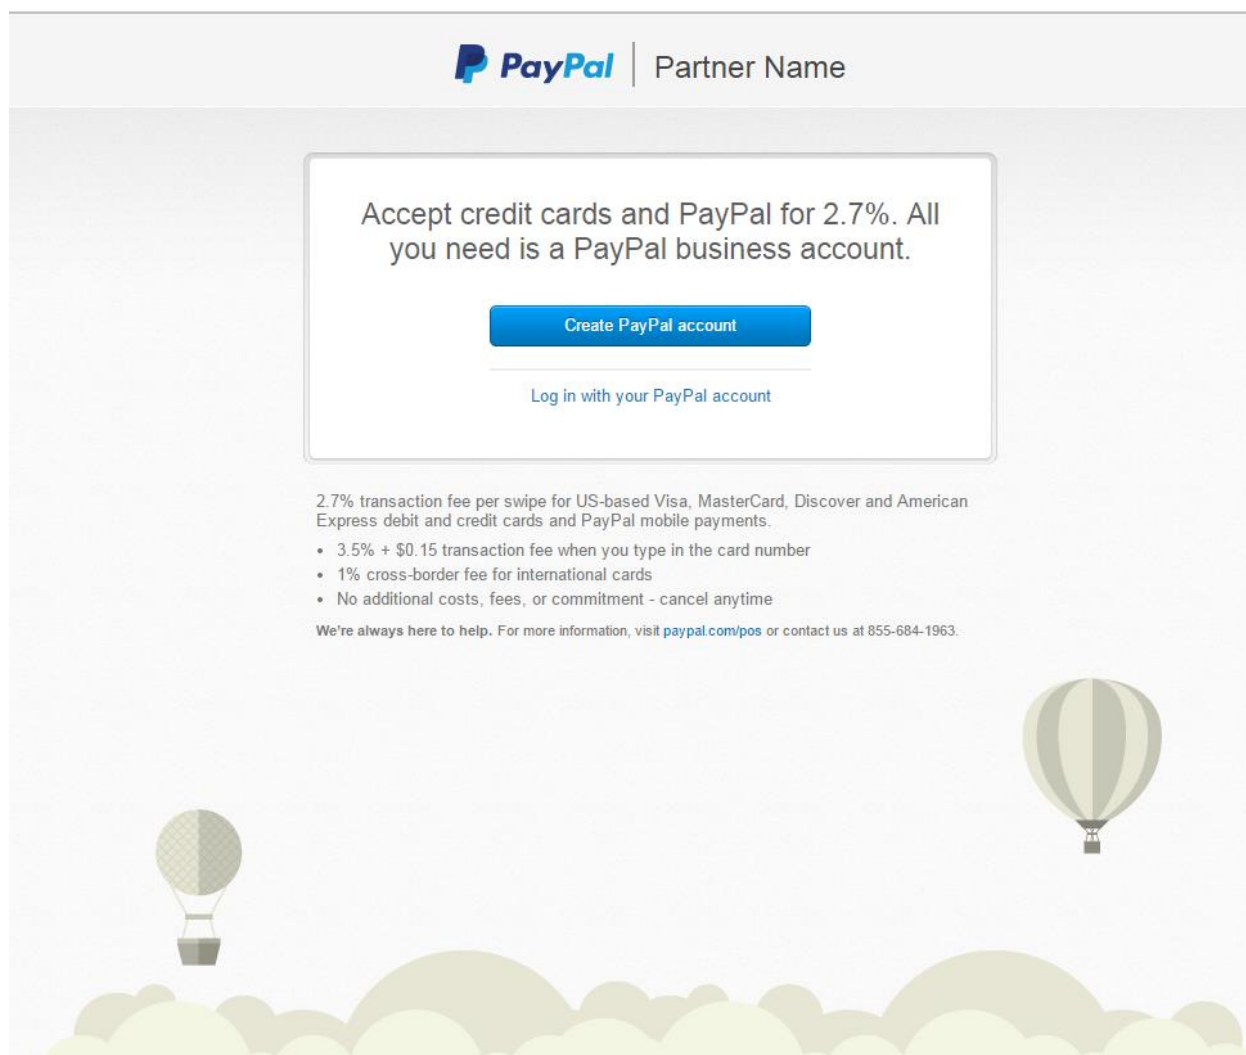 PayPal | Partner Name
Accept credit cards and PayPal for 2.7%. All
you need is a PayPal business account.
Create PayPal account
Log in with your PayPal account
2.7% transaction fee per swipe for US-based Visa, MasterCard, Discover and American
Express debit and credit cards and PayPal mobile payments.
• 3.5% + $0.15 transaction fee when you type in the card number
• 1% cross-border fee for international cards
• No additional costs, fees, or commitment - cancel anytime
We're always here to help. For more information, visit paypal.com/pos or contact us at 855-684-1963.